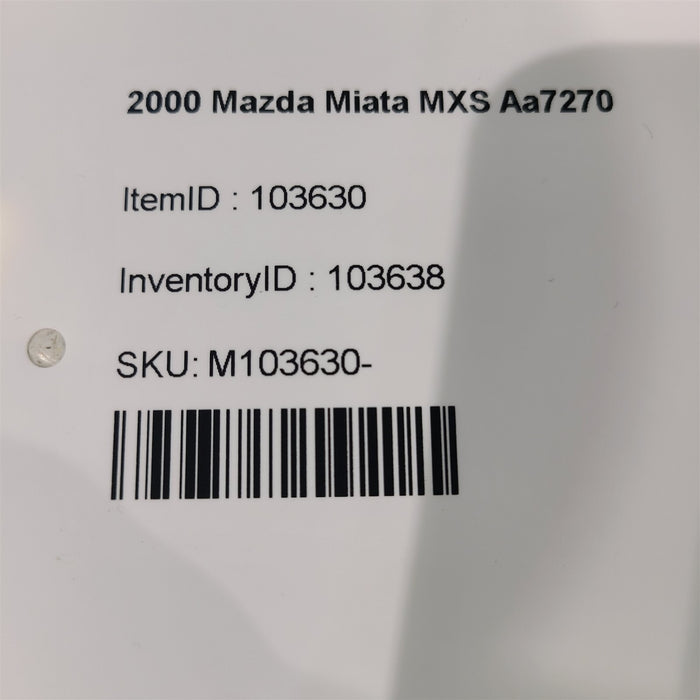 2000 Mazda Miata MXS Aa7270
ItemID : 103630
InventoryID : 103638
SKU: M103630-